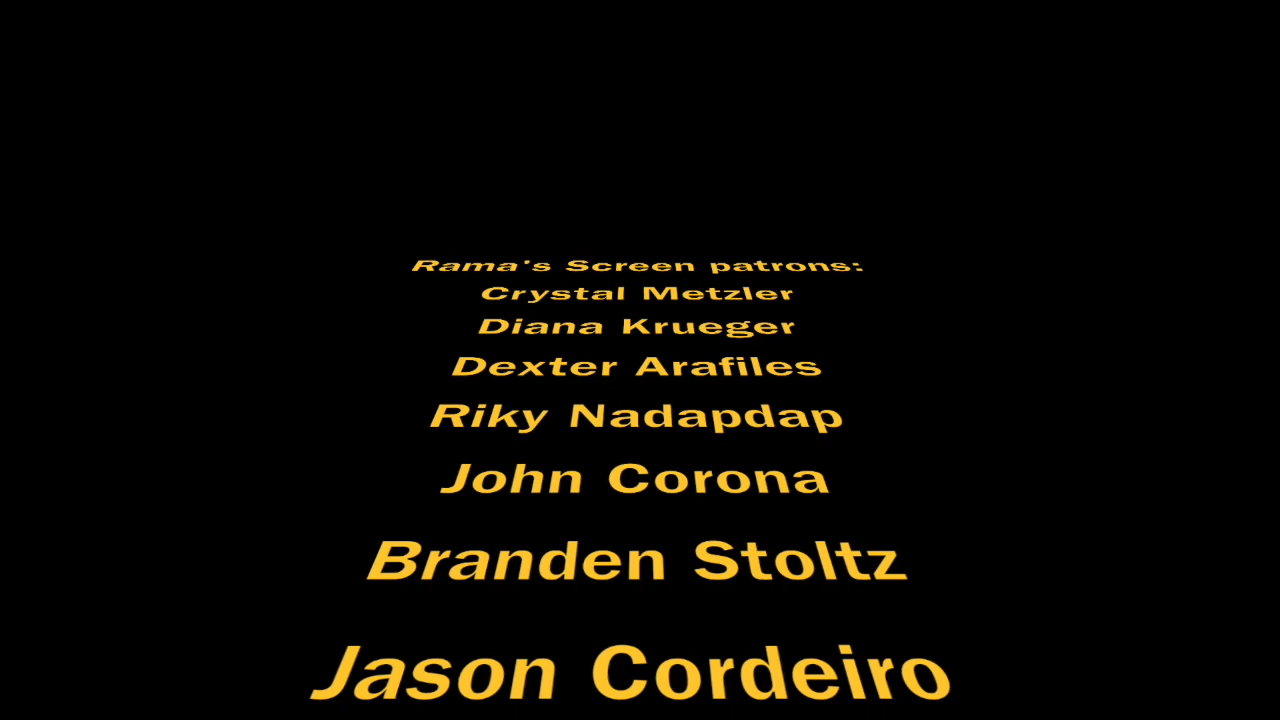 Rama's Screen patrons:
Crystal Metzler
Diana Krueger
Dexter Arafiles
Riky Nadapdap
John Corona
Branden Stoltz
Jason Cordeiro